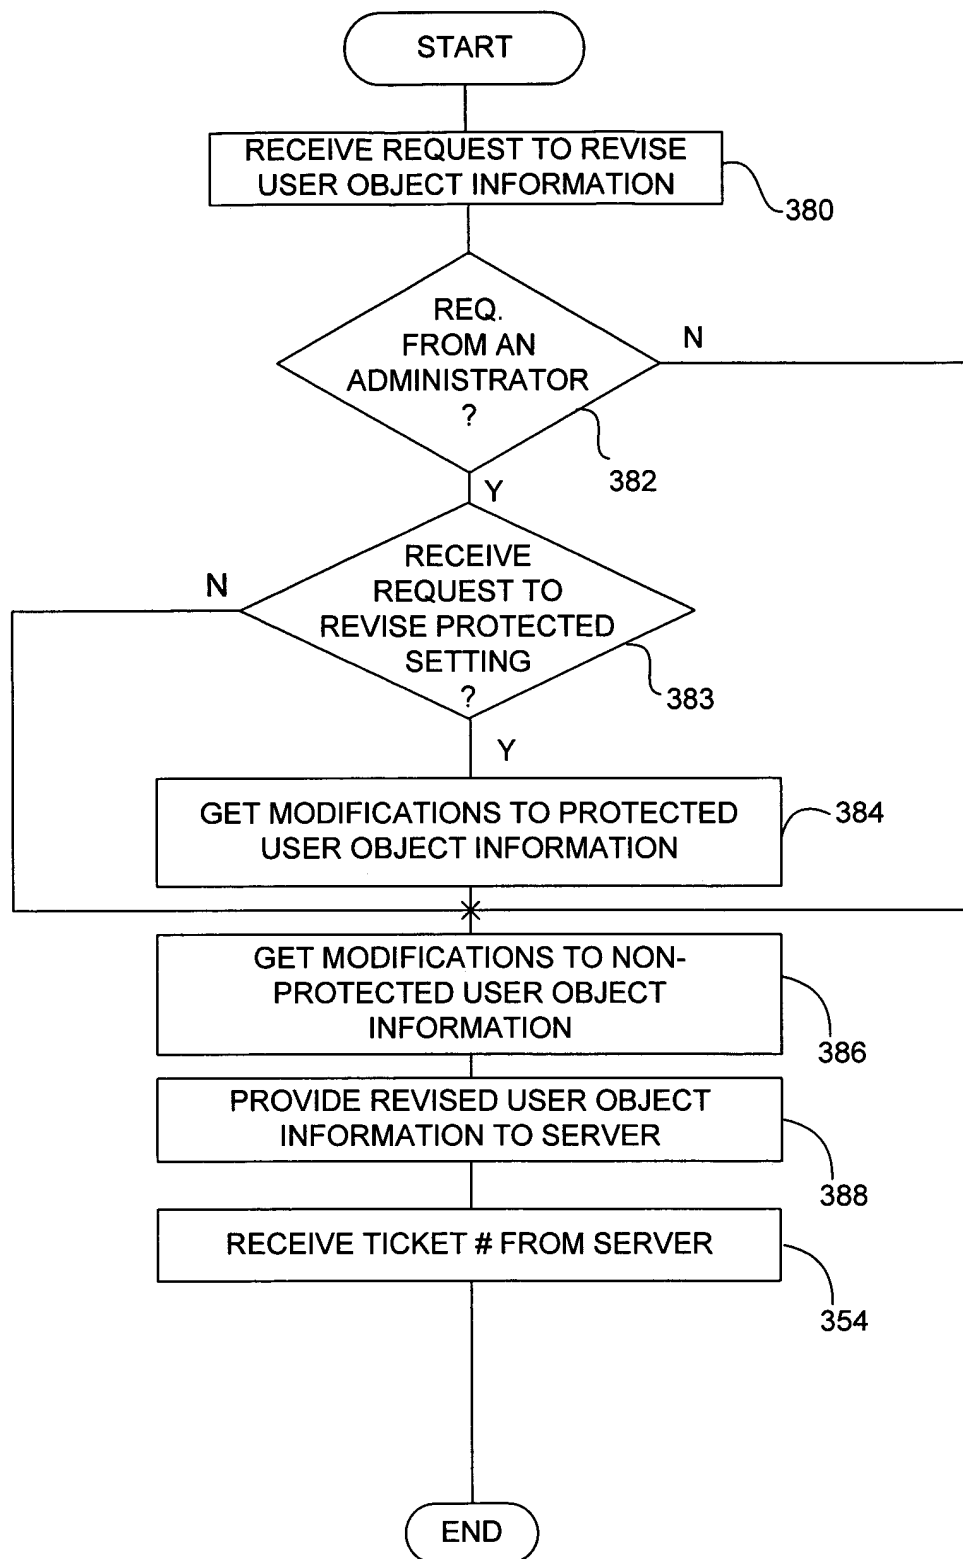 START
RECEIVE REQUEST TO REVISE
USER OBJECT INFORMATION
380
REQ.
FROM AN
ADMINISTRATOR
?
N
382
Y
RECEIVE
REQUEST TO
REVISE PROTECTED
SETTING
?
N
383
Y
GET MODIFICATIONS TO PROTECTED
USER OBJECT INFORMATION
384
GET MODIFICATIONS TO NON-
PROTECTED USER OBJECT
INFORMATION
386
PROVIDE REVISED USER OBJECT
INFORMATION TO SERVER
388
RECEIVE TICKET # FROM SERVER
354
END